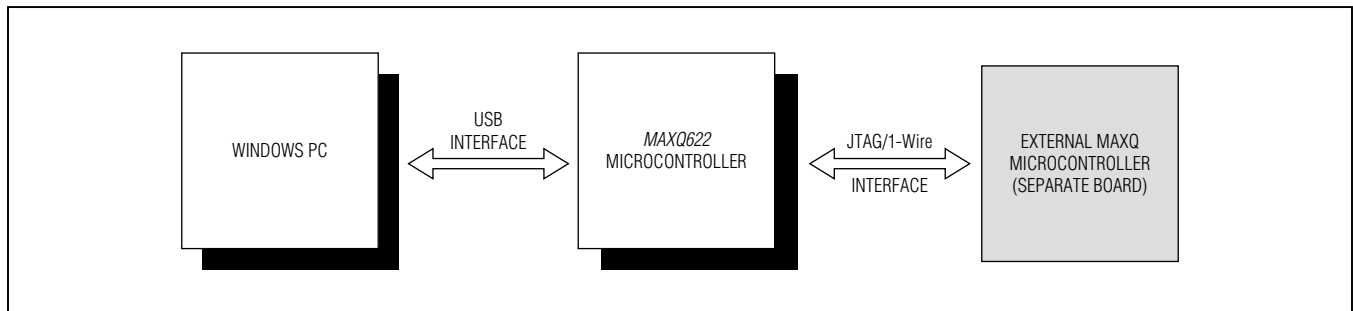 WINDOWS PC
USB
INTERFACE
MAXQ622
MICROCONTROLLER
JTAG/1-Wire
INTERFACE
EXTERNAL MAXQ
MICROCONTROLLER
(SEPARATE BOARD)